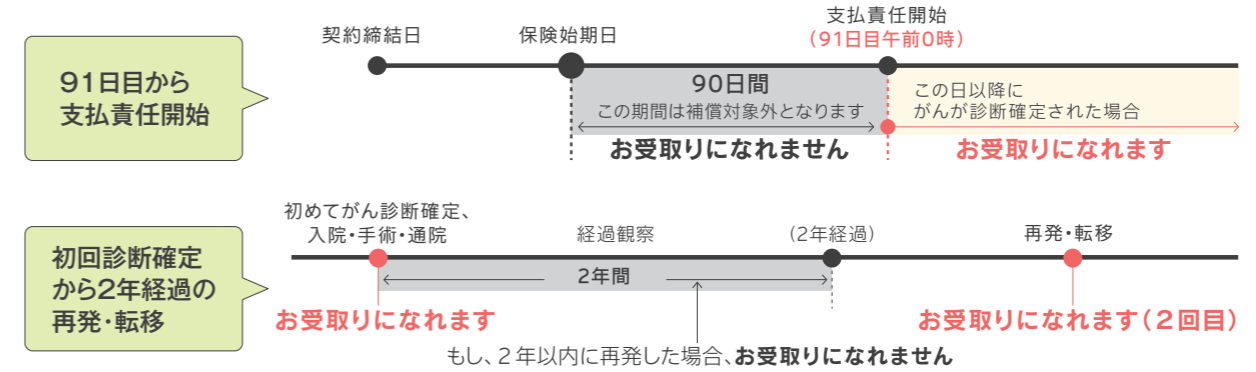 91日目から
支払責任開始
契約締結日
保険始期日
支払責任開始
（91日目午前0時）
90日間
この期間は補償対象外となります
お受取りになれません
この日以降に
がんが診断確定された場合
お受取りになれます
初回診断確定
から2年経過の
再発・転移
初めてがん診断確定、
入院・手術・通院
経過観察
（2年経過）
再発・転移
2年間
お受取りになれます
お受取りになれます（2回目）
もし、2年以内に再発した場合、お受取りになれません